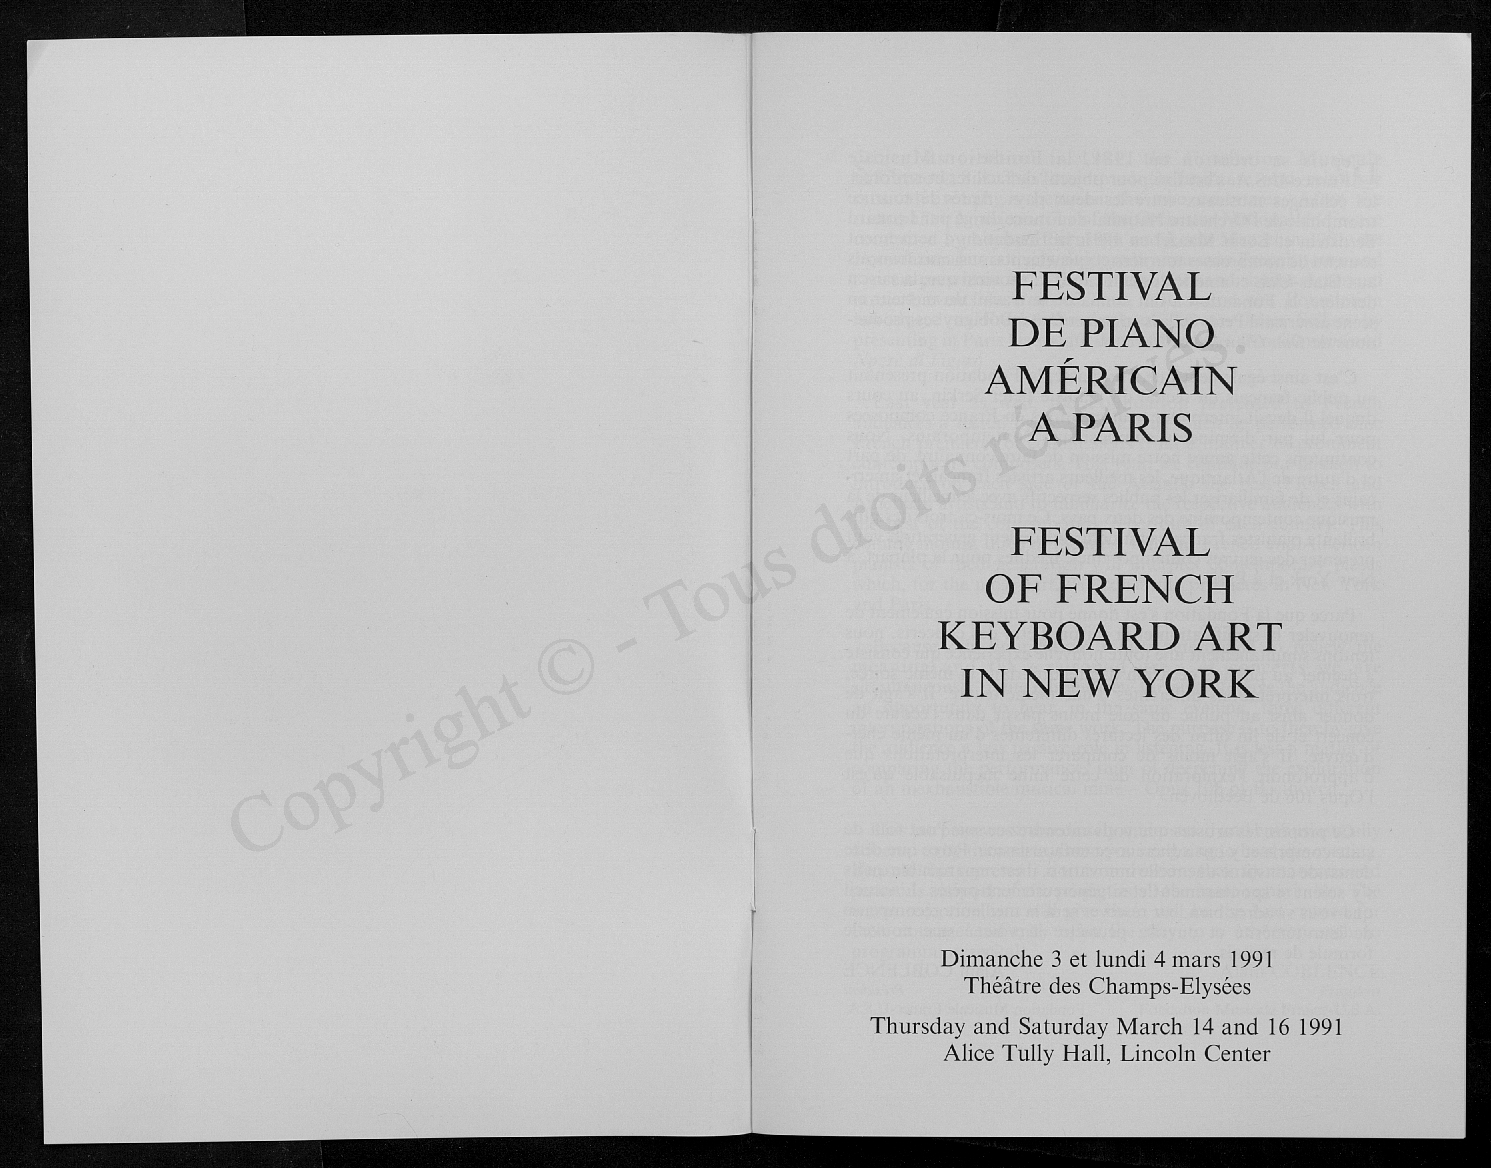 FESTIVAL
DE PIANO
AMÉRICAIN
A PARIS
FESTIVAL
OF FRENCH
KEYBOARD ART
IN NEW YORK
Copyright © - Tous droits réservés.
Dimanche 3 et lundi 4 mars 1991
Théâtre des Champs-Elysées
Thursday and Saturday March 14 and 16 1991
Alice Tully Hall, Lincoln Center